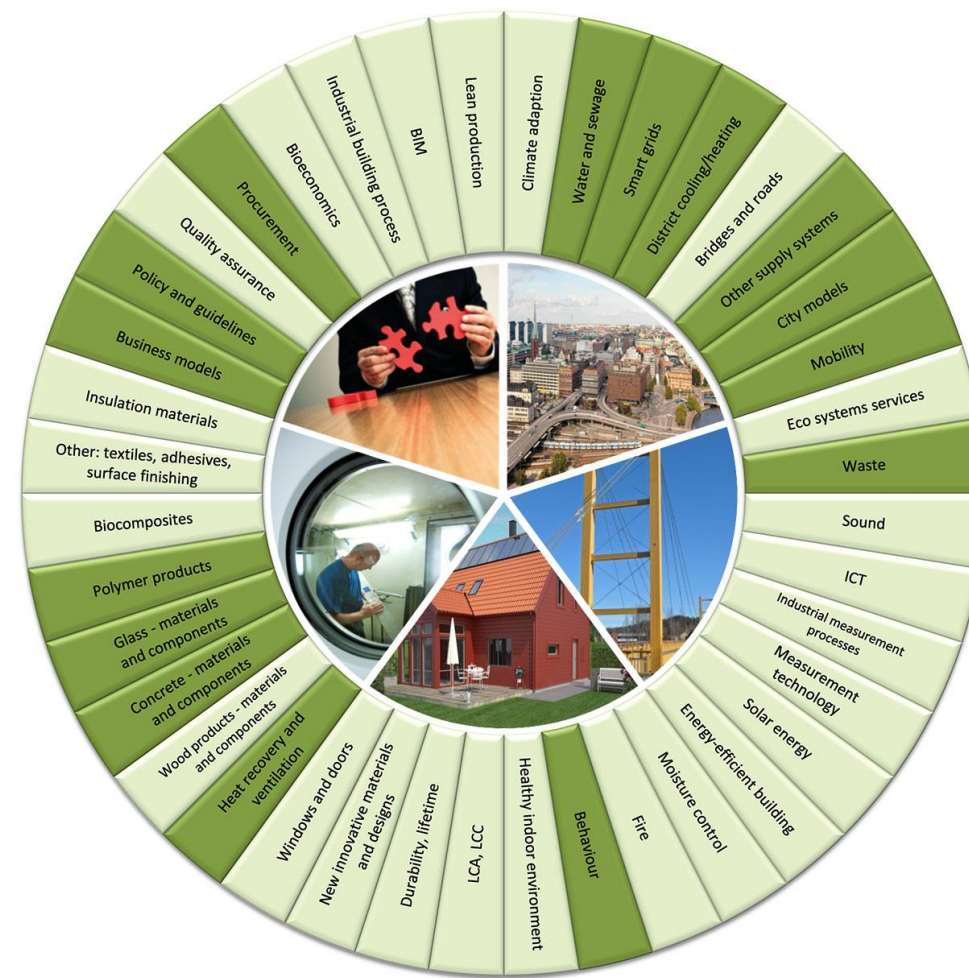 Climate adaption
Water and sewage
Smart grids
District cooling/heating
Bridges and roads
Other supply systems
City models
Mobility
Eco systems services
Waste
Sound
ICT
Industrial measurement
processes
Measurement
technology
Solar energy
Energy-efficient building
Moisture control
Fire
Behaviour
Healthy indoor environment
LCA, LCC
Durability, lifetime
New innovative materials
and designs
Windows and doors
Heat recovery and
ventilation
Wood products - materials
and components
Concrete - materials
and components
Glass - materials
and components
Polymer products
Biocomposites
Other: textiles, adhesives,
surface finishing
Insulation materials
Business models
Policy and guidelines
Quality assurance
Procurement
Bioeconomics
Industrial building process
BIM
Lean production